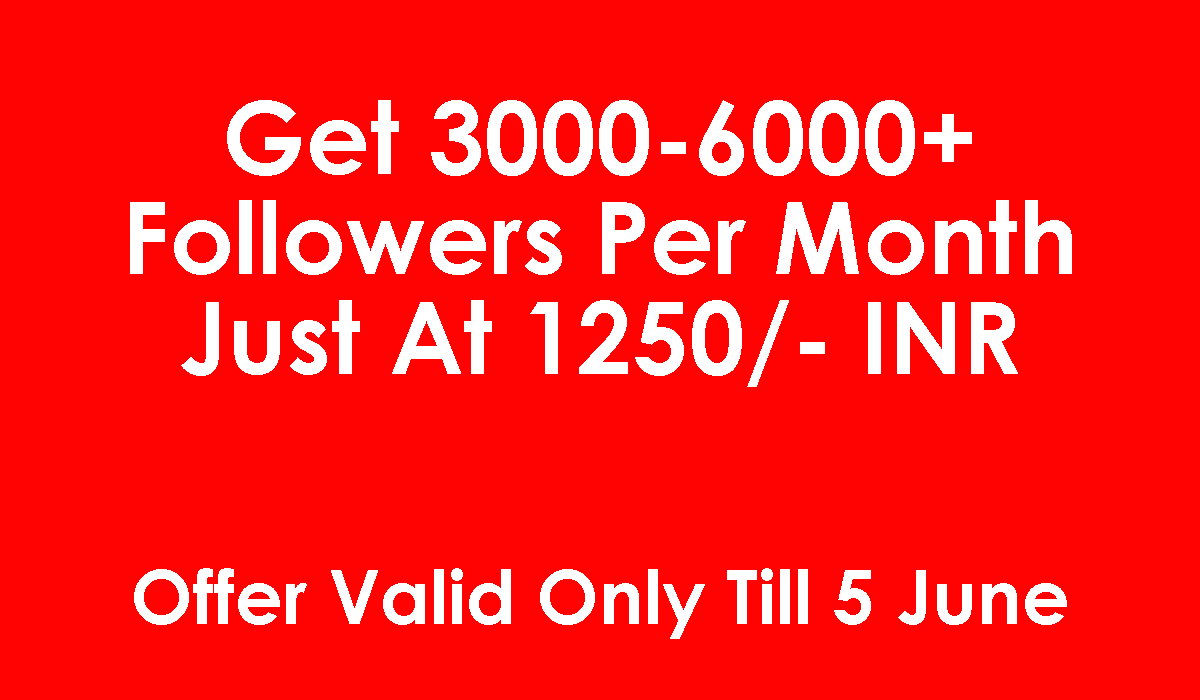 Get 3000-6000+
Followers Per Month
Just At 1250/- INR
Offer Valid Only Till 5 June